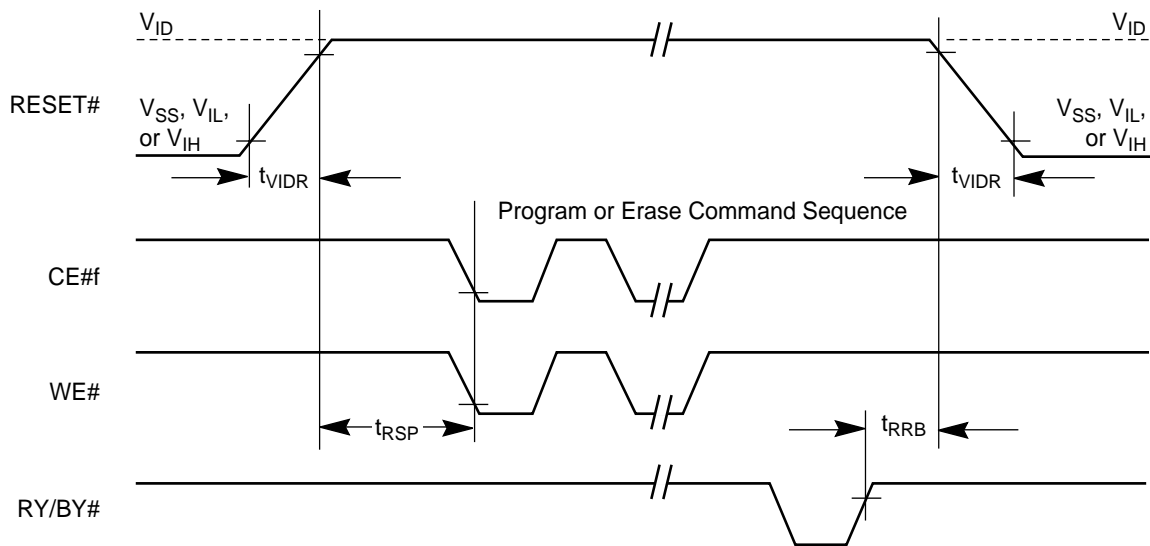 V_ID V_ID
RESET#
V_SS, V_IL,
or V_IH
V_SS, V_IL,
or V_IH
t_VIDR t_VIDR
Program or Erase Command Sequence
CE#f
WE#
t_RSP t_RRB
RY/BY#